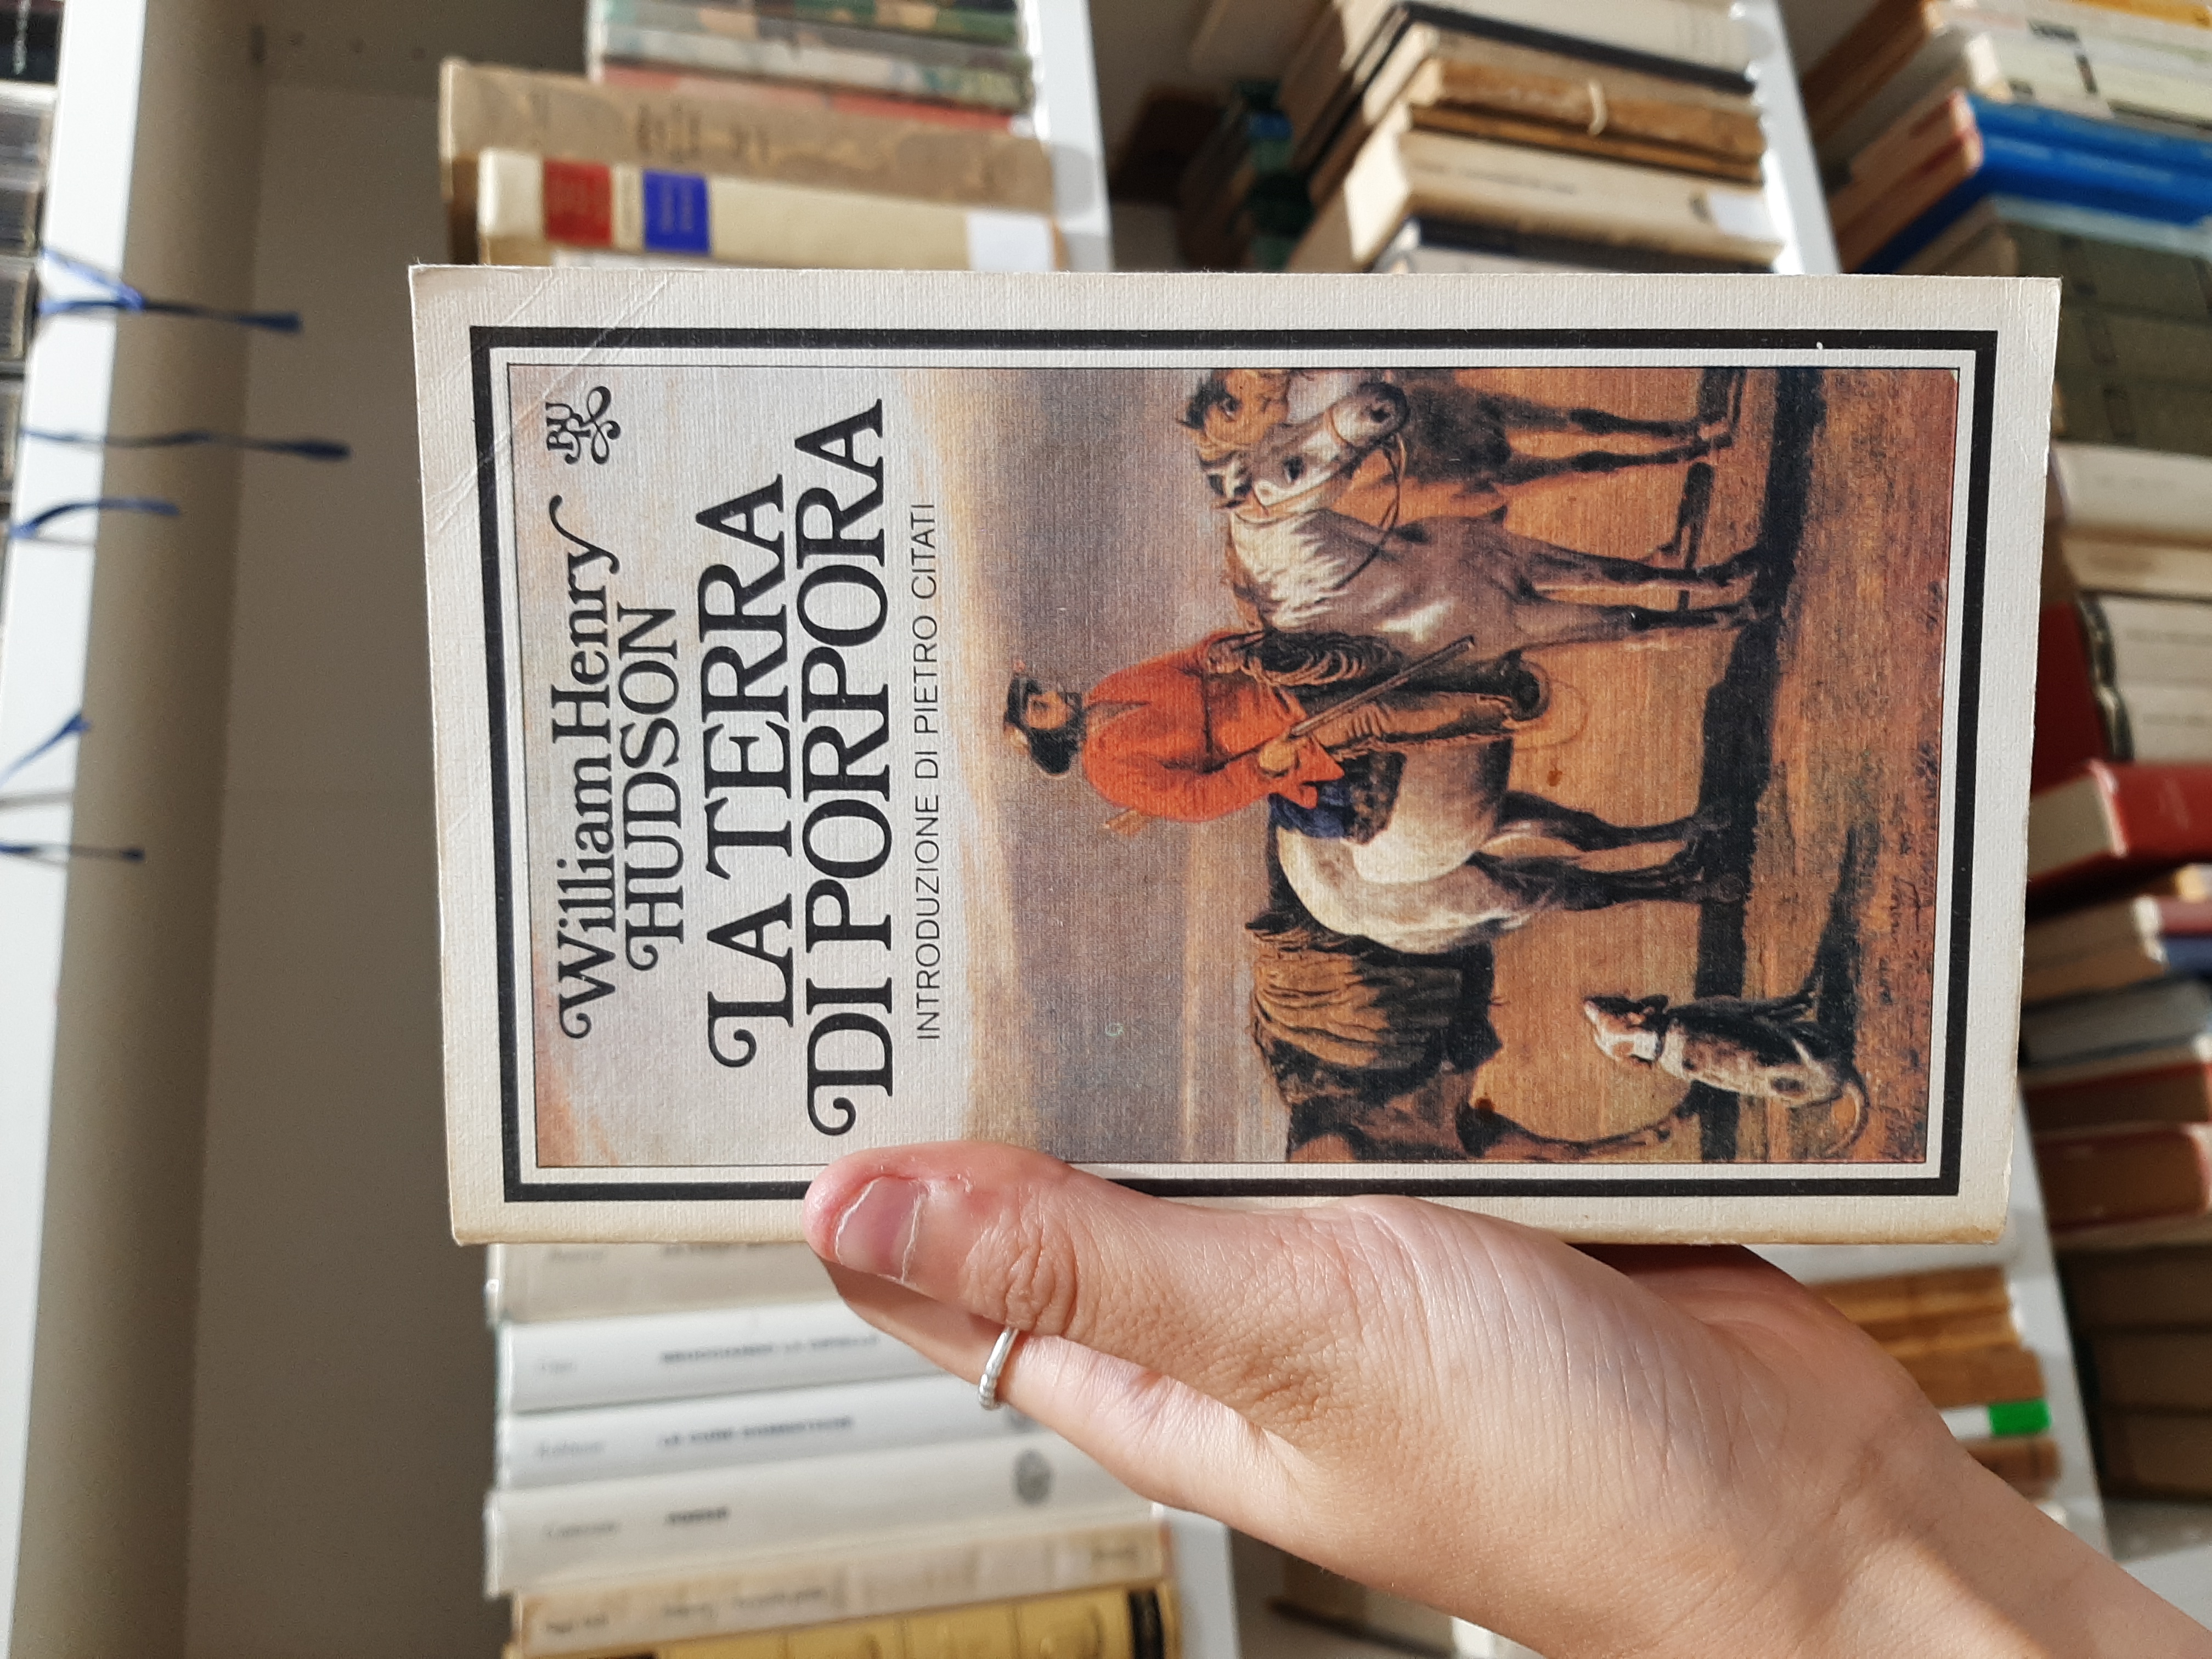 William Henry
HUDSON
BUR
LA TERRA
DI PORPORA
INTRODUZIONE DI PIETRO CITATI